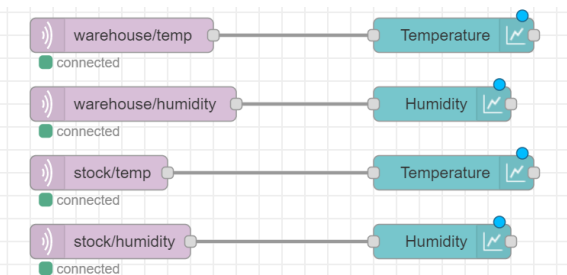 warehouse/temp Temperature
connected
warehouse/humidity Humidity
connected
stock/temp Temperature
connected
stock/humidity Humidity
connected